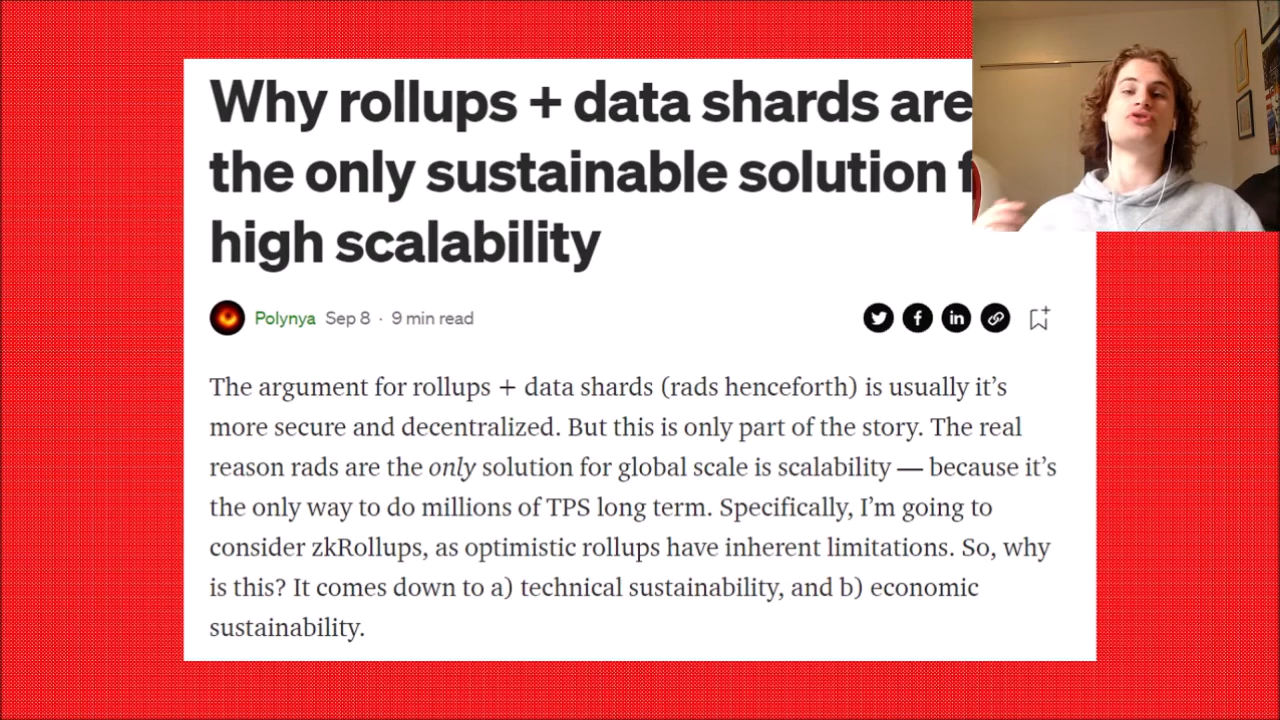 Why rollups + data shards are
the only sustainable solution
high scalability
Polynya Sep 8 · 9 min read
The argument for rollups + data shards (rads henceforth) is usually it’s
more secure and decentralized. But this is only part of the story. The real
reason rads are the only solution for global scale is scalability — because it’s
the only way to do millions of TPS long term. Specifically, I’m going to
consider zkRollups, as optimistic rollups have inherent limitations. So, why
is this? It comes down to a) technical sustainability, and b) economic
sustainability.